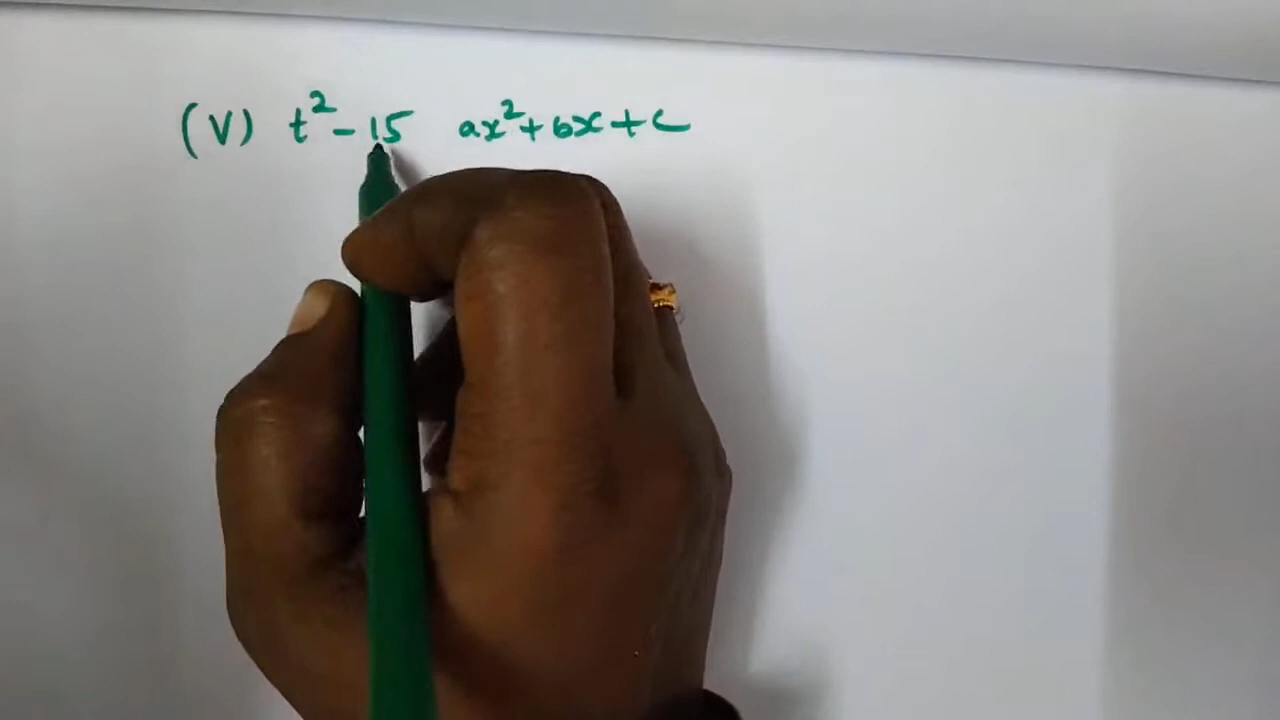 (V) t² - 15 ax² + bx + c